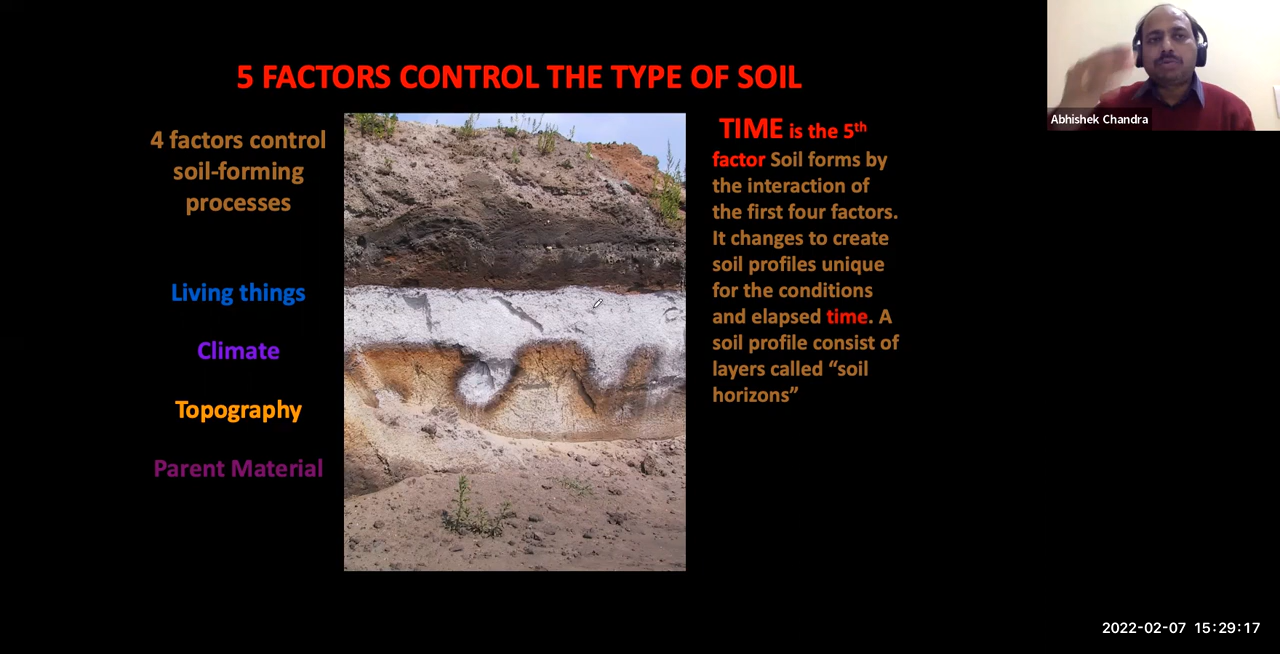 5 FACTORS CONTROL THE TYPE OF SOIL
4 factors control
soil-forming
processes
Living things
Climate
Topography
Parent Material
TIME is the 5th
factor Soil forms by
the interaction of
the first four factors.
It changes to create
soil profiles unique
for the conditions
and elapsed time. A
soil profile consist of
layers called “soil
horizons”
Abhishek Chandra
2022-02-07 15:29:17